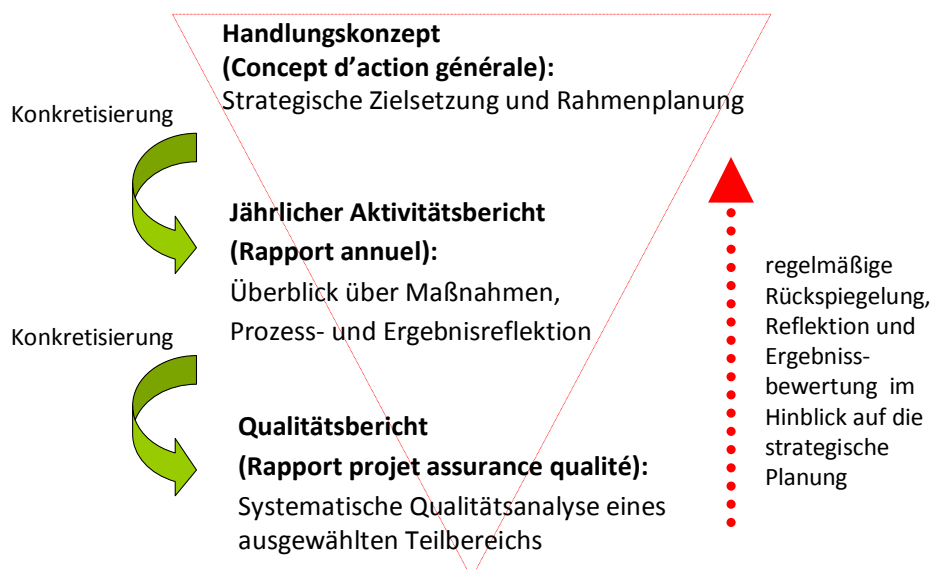 Handlungskonzept
(Concept d’action générale):
Strategische Zielsetzung und Rahmenplanung
Konkretisierung
Jährlicher Aktivitätsbericht
(Rapport annuel):
Überblick über Maßnahmen,
Prozess- und Ergebnisreflektion
Konkretisierung
Qualitätsbericht
(Rapport projet assurance qualité):
Systematische Qualitätsanalyse eines
ausgewählten Teilbereichs
regelmäßige
Rückspiegelung,
Reflektion und
Ergebniss-
bewertung im
Hinblick auf die
strategische
Planung